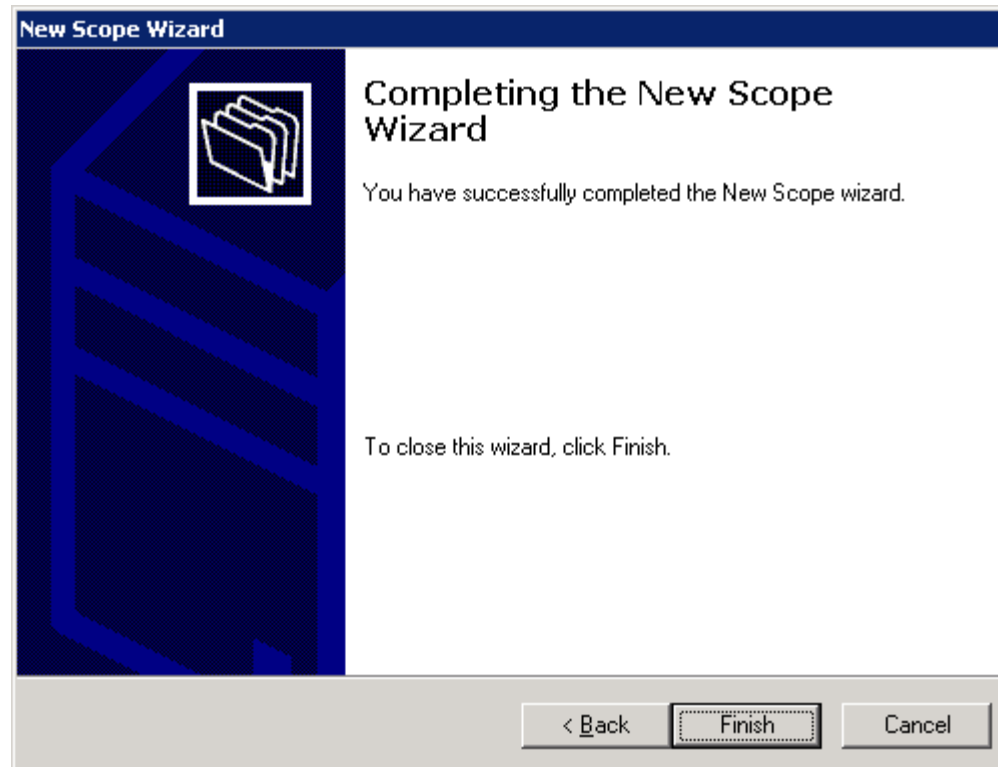 New Scope Wizard
Completing the New Scope
Wizard
You have successfully completed the New Scope wizard.
To close this wizard, click Finish.
< Back
Finish
Cancel